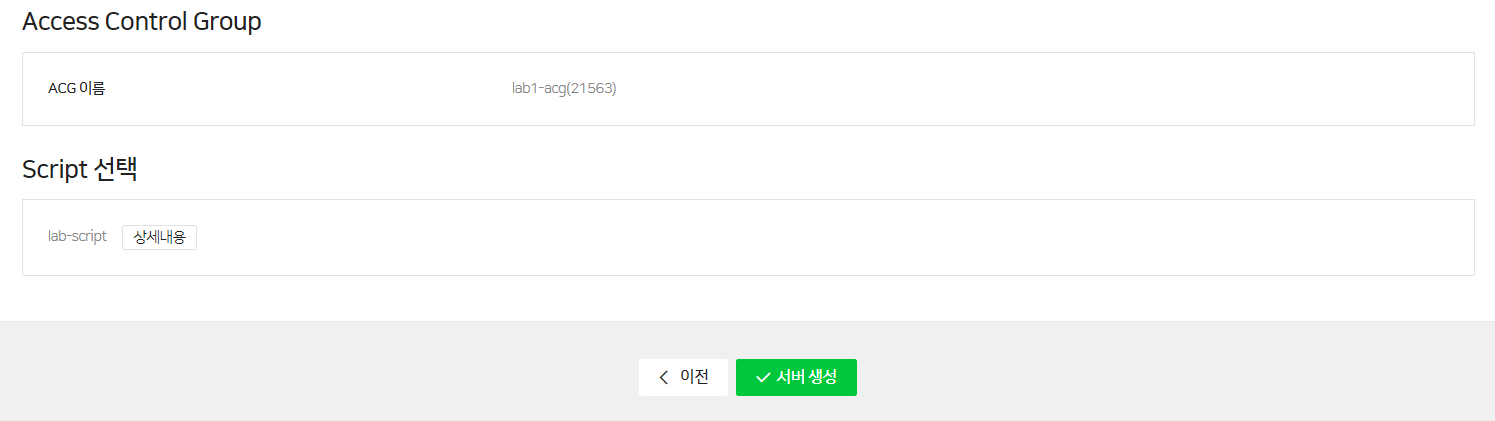 Access Control Group
ACG 이름 lab1-acg(21563)
Script 선택
lab-script 상세내용
이전 서버 생성